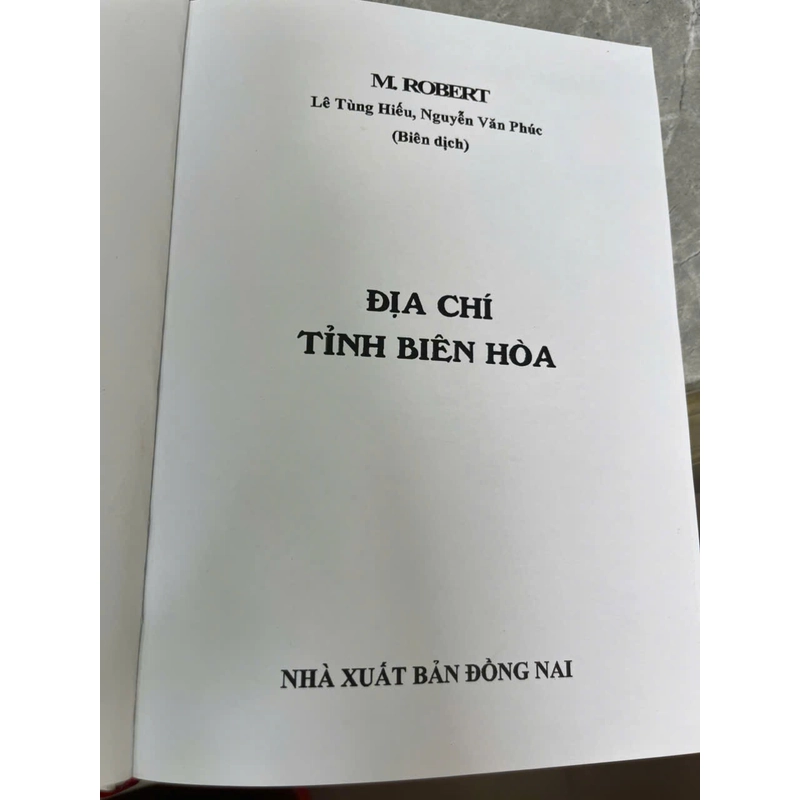 M. ROBERT
Lê Tùng Hiếu, Nguyễn Văn Phúc
(Biên dịch)
ĐỊA CHÍ
TỈNH BIÊN HÒA
NHÀ XUẤT BẢN ĐỒNG NAI